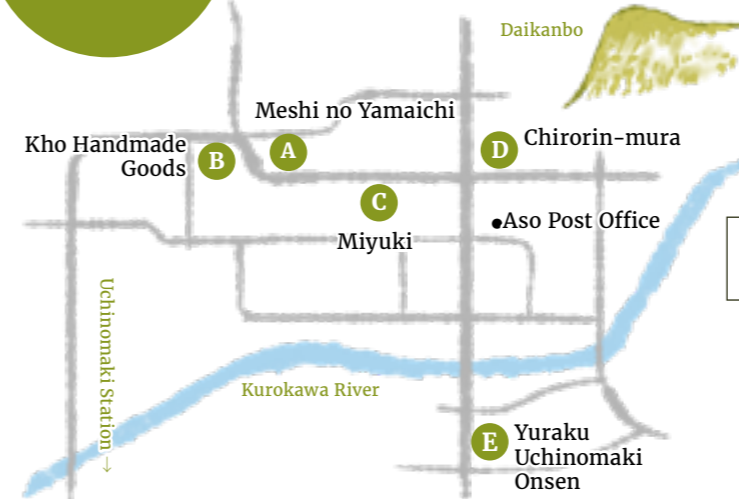 Daikanbo
Meshi no Yamaichi
Kho Handmade
Goods
B
A
D
Chirorin-mura
C
Miyuki
Aso Post Office
Uchinomaki Station
→
Kurokawa River
E
Yuraku
Uchinomaki
Onsen